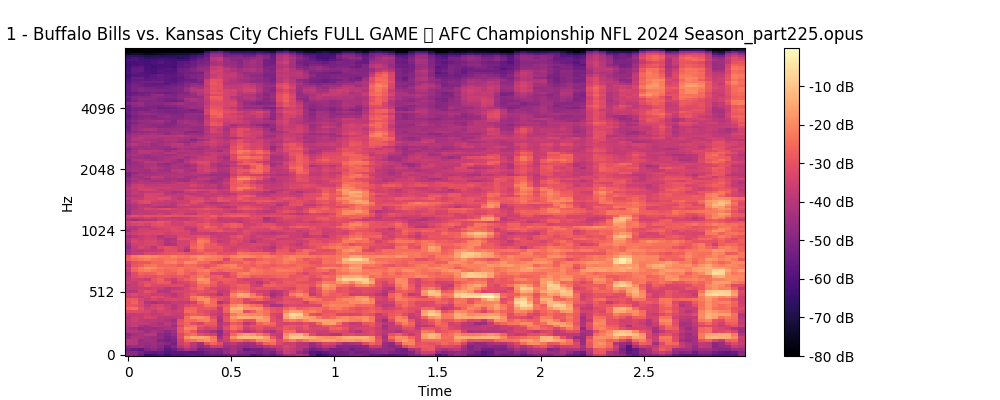 1 - Buffalo Bills vs. Kansas City Chiefs FULL GAME ▯ AFC Championship NFL 2024 Season_part225.opus
4096
2048
1024
512
0
Hz
0
0.5
1
1.5
2
2.5
Time
-10 dB
-20 dB
-30 dB
-40 dB
-50 dB
-60 dB
-70 dB
-80 dB